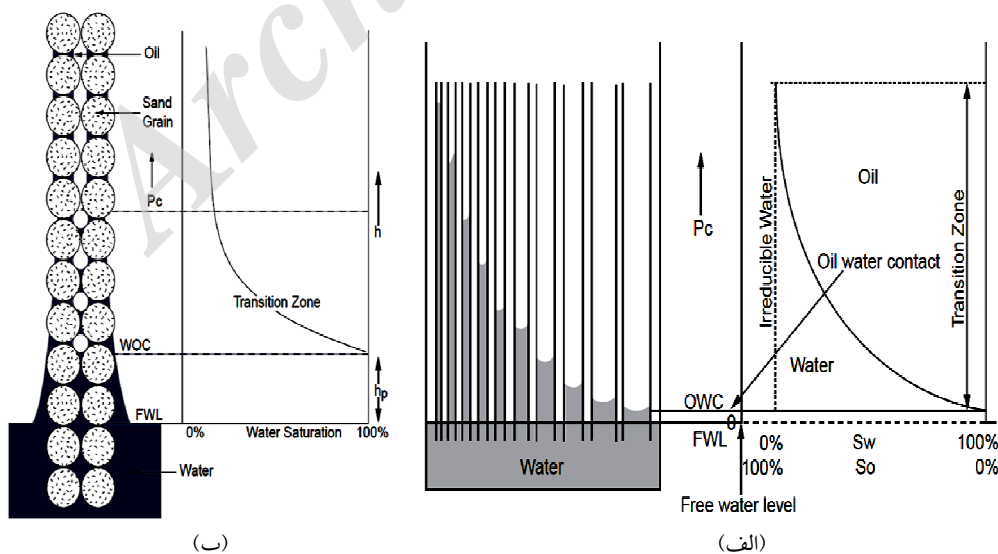 Arch
Oil
Sand
Grain
Pc
h
Transition Zone
WOC
hp
FWL
0%
Water Saturation
100%
Water
(ب)
Pc
Oil
Irreducible Water
Transition Zone
Oil water contact
Water
OWC
0
FWL
0% Sw 100%
100% So 0%
Water
Free water level
(الف)